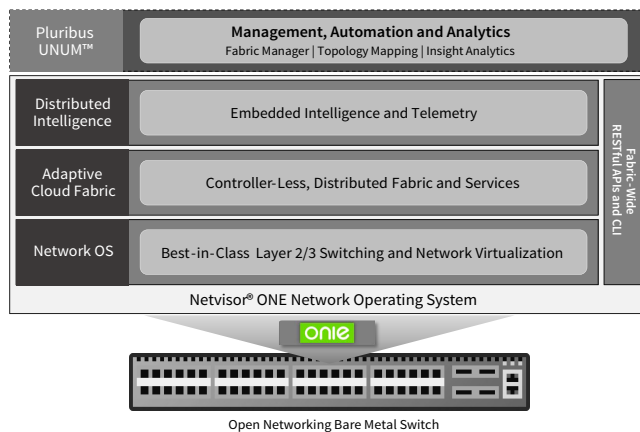 Pluribus
UNUM™
Management, Automation and Analytics
Fabric Manager | Topology Mapping | Insight Analytics
Distributed
Intelligence
Embedded Intelligence and Telemetry
Adaptive
Cloud Fabric
Controller-Less, Distributed Fabric and Services
Network OS
Best-in-Class Layer 2/3 Switching and Network Virtualization
Fabric-Wide
RESTful APIs and CLI
Netvisor® ONE Network Operating System
onie
Open Networking Bare Metal Switch